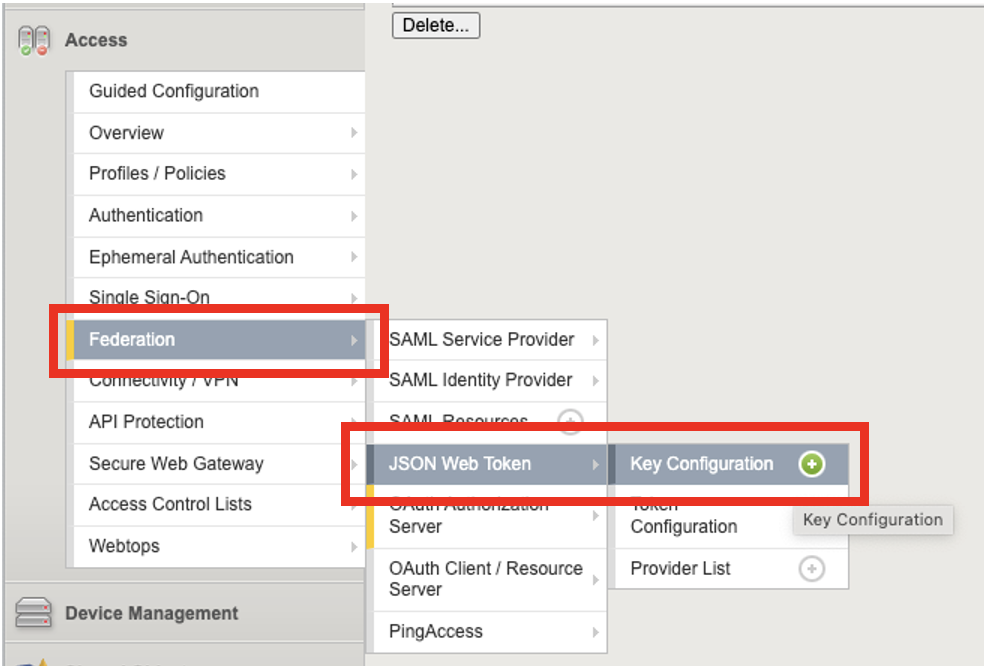 Delete...
Access
Guided Configuration
Overview
Profiles / Policies
Authentication
Ephemeral Authentication
Single Sign-On
Federation
Connectivity / VPN
API Protection
Secure Web Gateway
Access Control Lists
Webtops
SAML Service Provider
SAML Identity Provider
SAML Resources
JSON Web Token
OAuth Authorization
Server
OAuth Client / Resource
Server
PingAccess
Key Configuration
Token
Configuration
Provider List
Key Configuration
Device Management